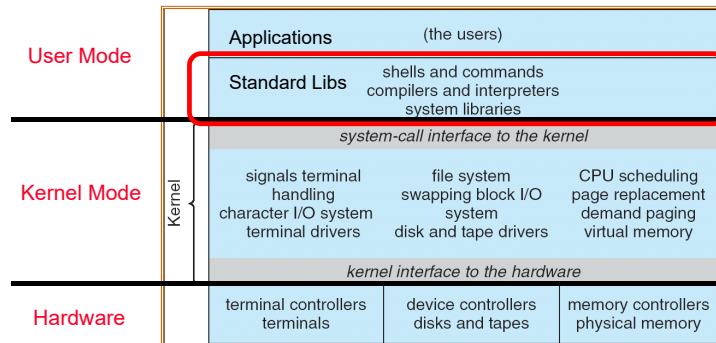 User Mode
Applications
(the users)
Standard Libs
shells and commands
compilers and interpreters
system libraries
system-call interface to the kernel
Kernel Mode
Kernel
signals terminal
handling
character I/O system
terminal drivers
file system
swapping block I/O
system
disk and tape drivers
CPU scheduling
page replacement
demand paging
virtual memory
kernel interface to the hardware
Hardware
terminal controllers
terminals
device controllers
disks and tapes
memory controllers
physical memory